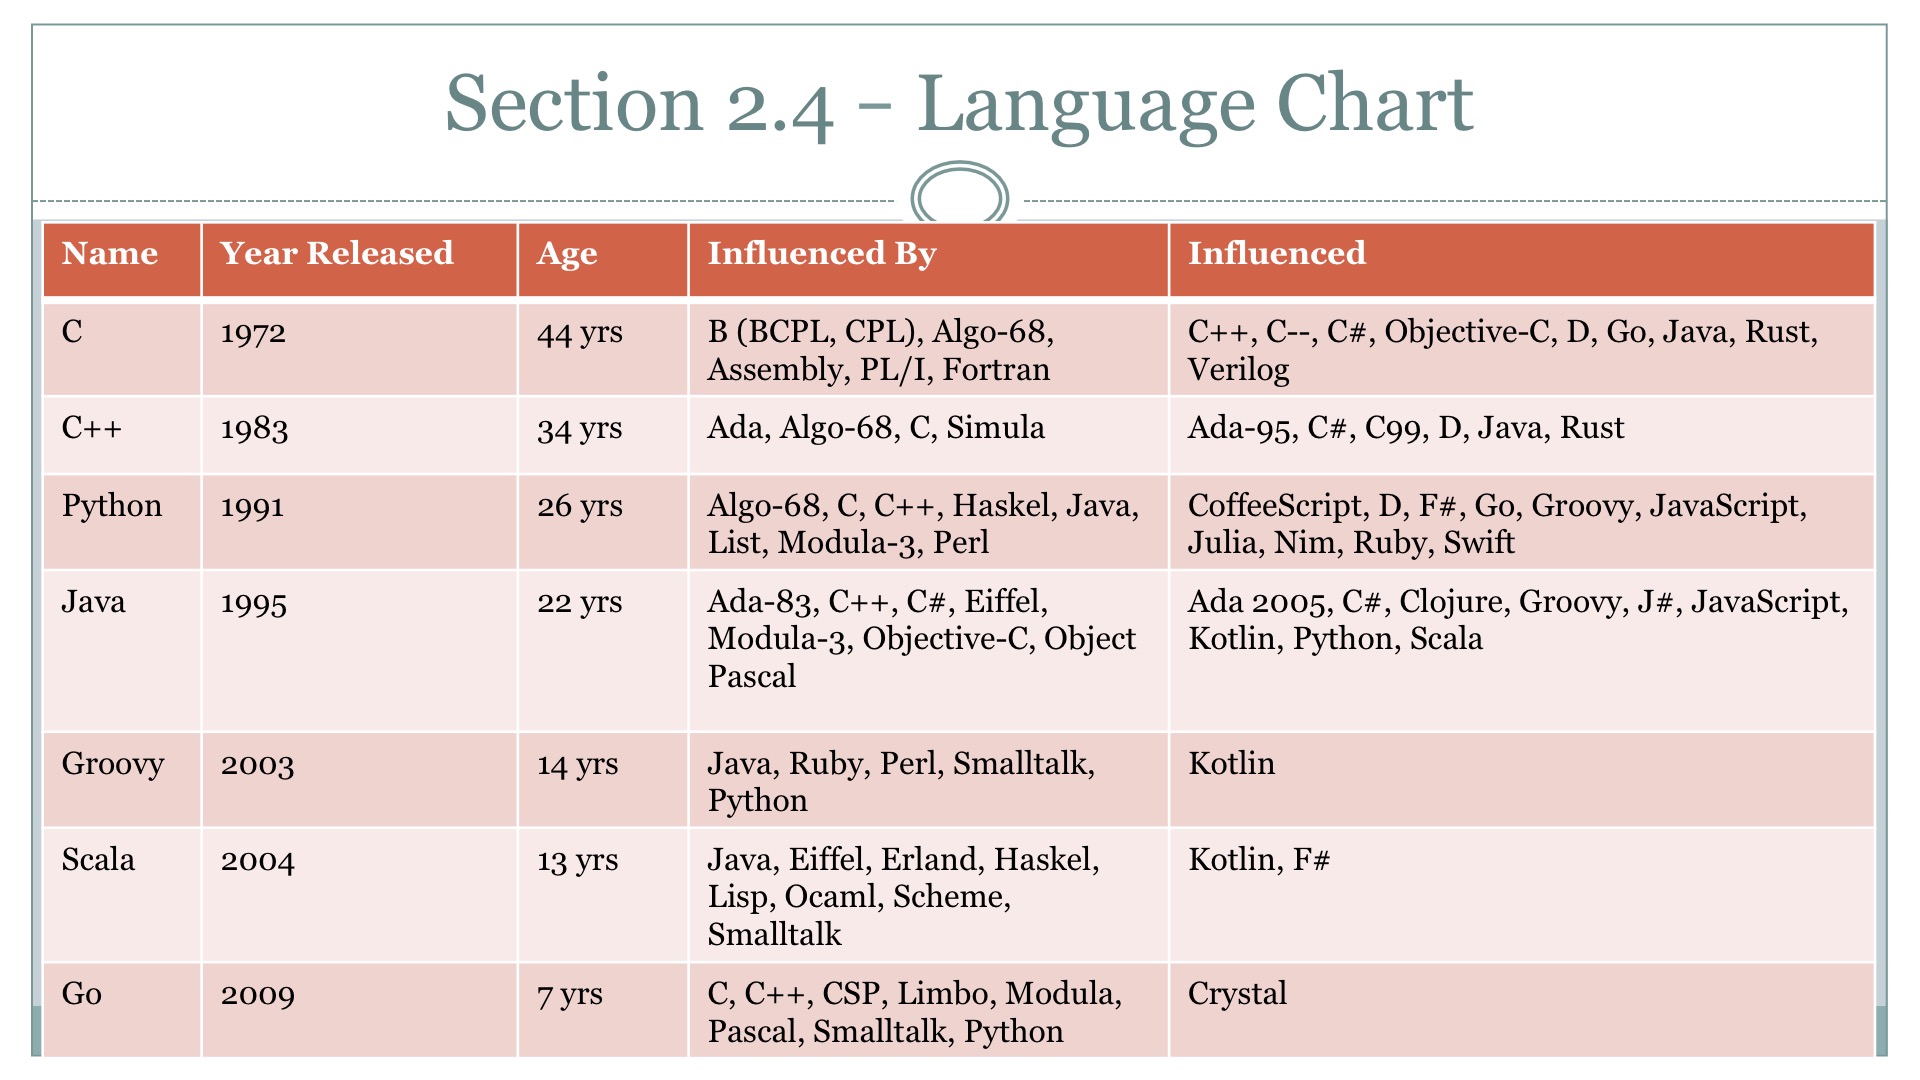 Section 2.4 – Language Chart
Name Year Released Age Influenced By Influenced
C 1972 44 yrs B (BCPL, CPL), Algo-68, C++, C--, C#, Objective-C, D, Go, Java, Rust,
Assembly, PL/I, Fortran Verilog
C++ 1983 34 yrs Ada, Algo-68, C, Simula Ada-95, C#, C99, D, Java, Rust
Python 1991 26 yrs Algo-68, C, C++, Haskel, Java, CoffeeScript, D, F#, Go, Groovy, JavaScript,
List, Modula-3, Perl Julia, Nim, Ruby, Swift
Java 1995 22 yrs Ada-83, C++, C#, Eiffel, Ada 2005, C#, Clojure, Groovy, J#, JavaScript,
Modula-3, Objective-C, Object Kotlin, Python, Scala
Pascal
Groovy 2003 14 yrs Java, Ruby, Perl, Smalltalk, Kotlin
Python
Scala 2004 13 yrs Java, Eiffel, Erland, Haskel, Kotlin, F#
Lisp, Ocaml, Scheme,
Smalltalk
Go 2009 7 yrs C, C++, CSP, Limbo, Modula, Crystal
Pascal, Smalltalk, Python